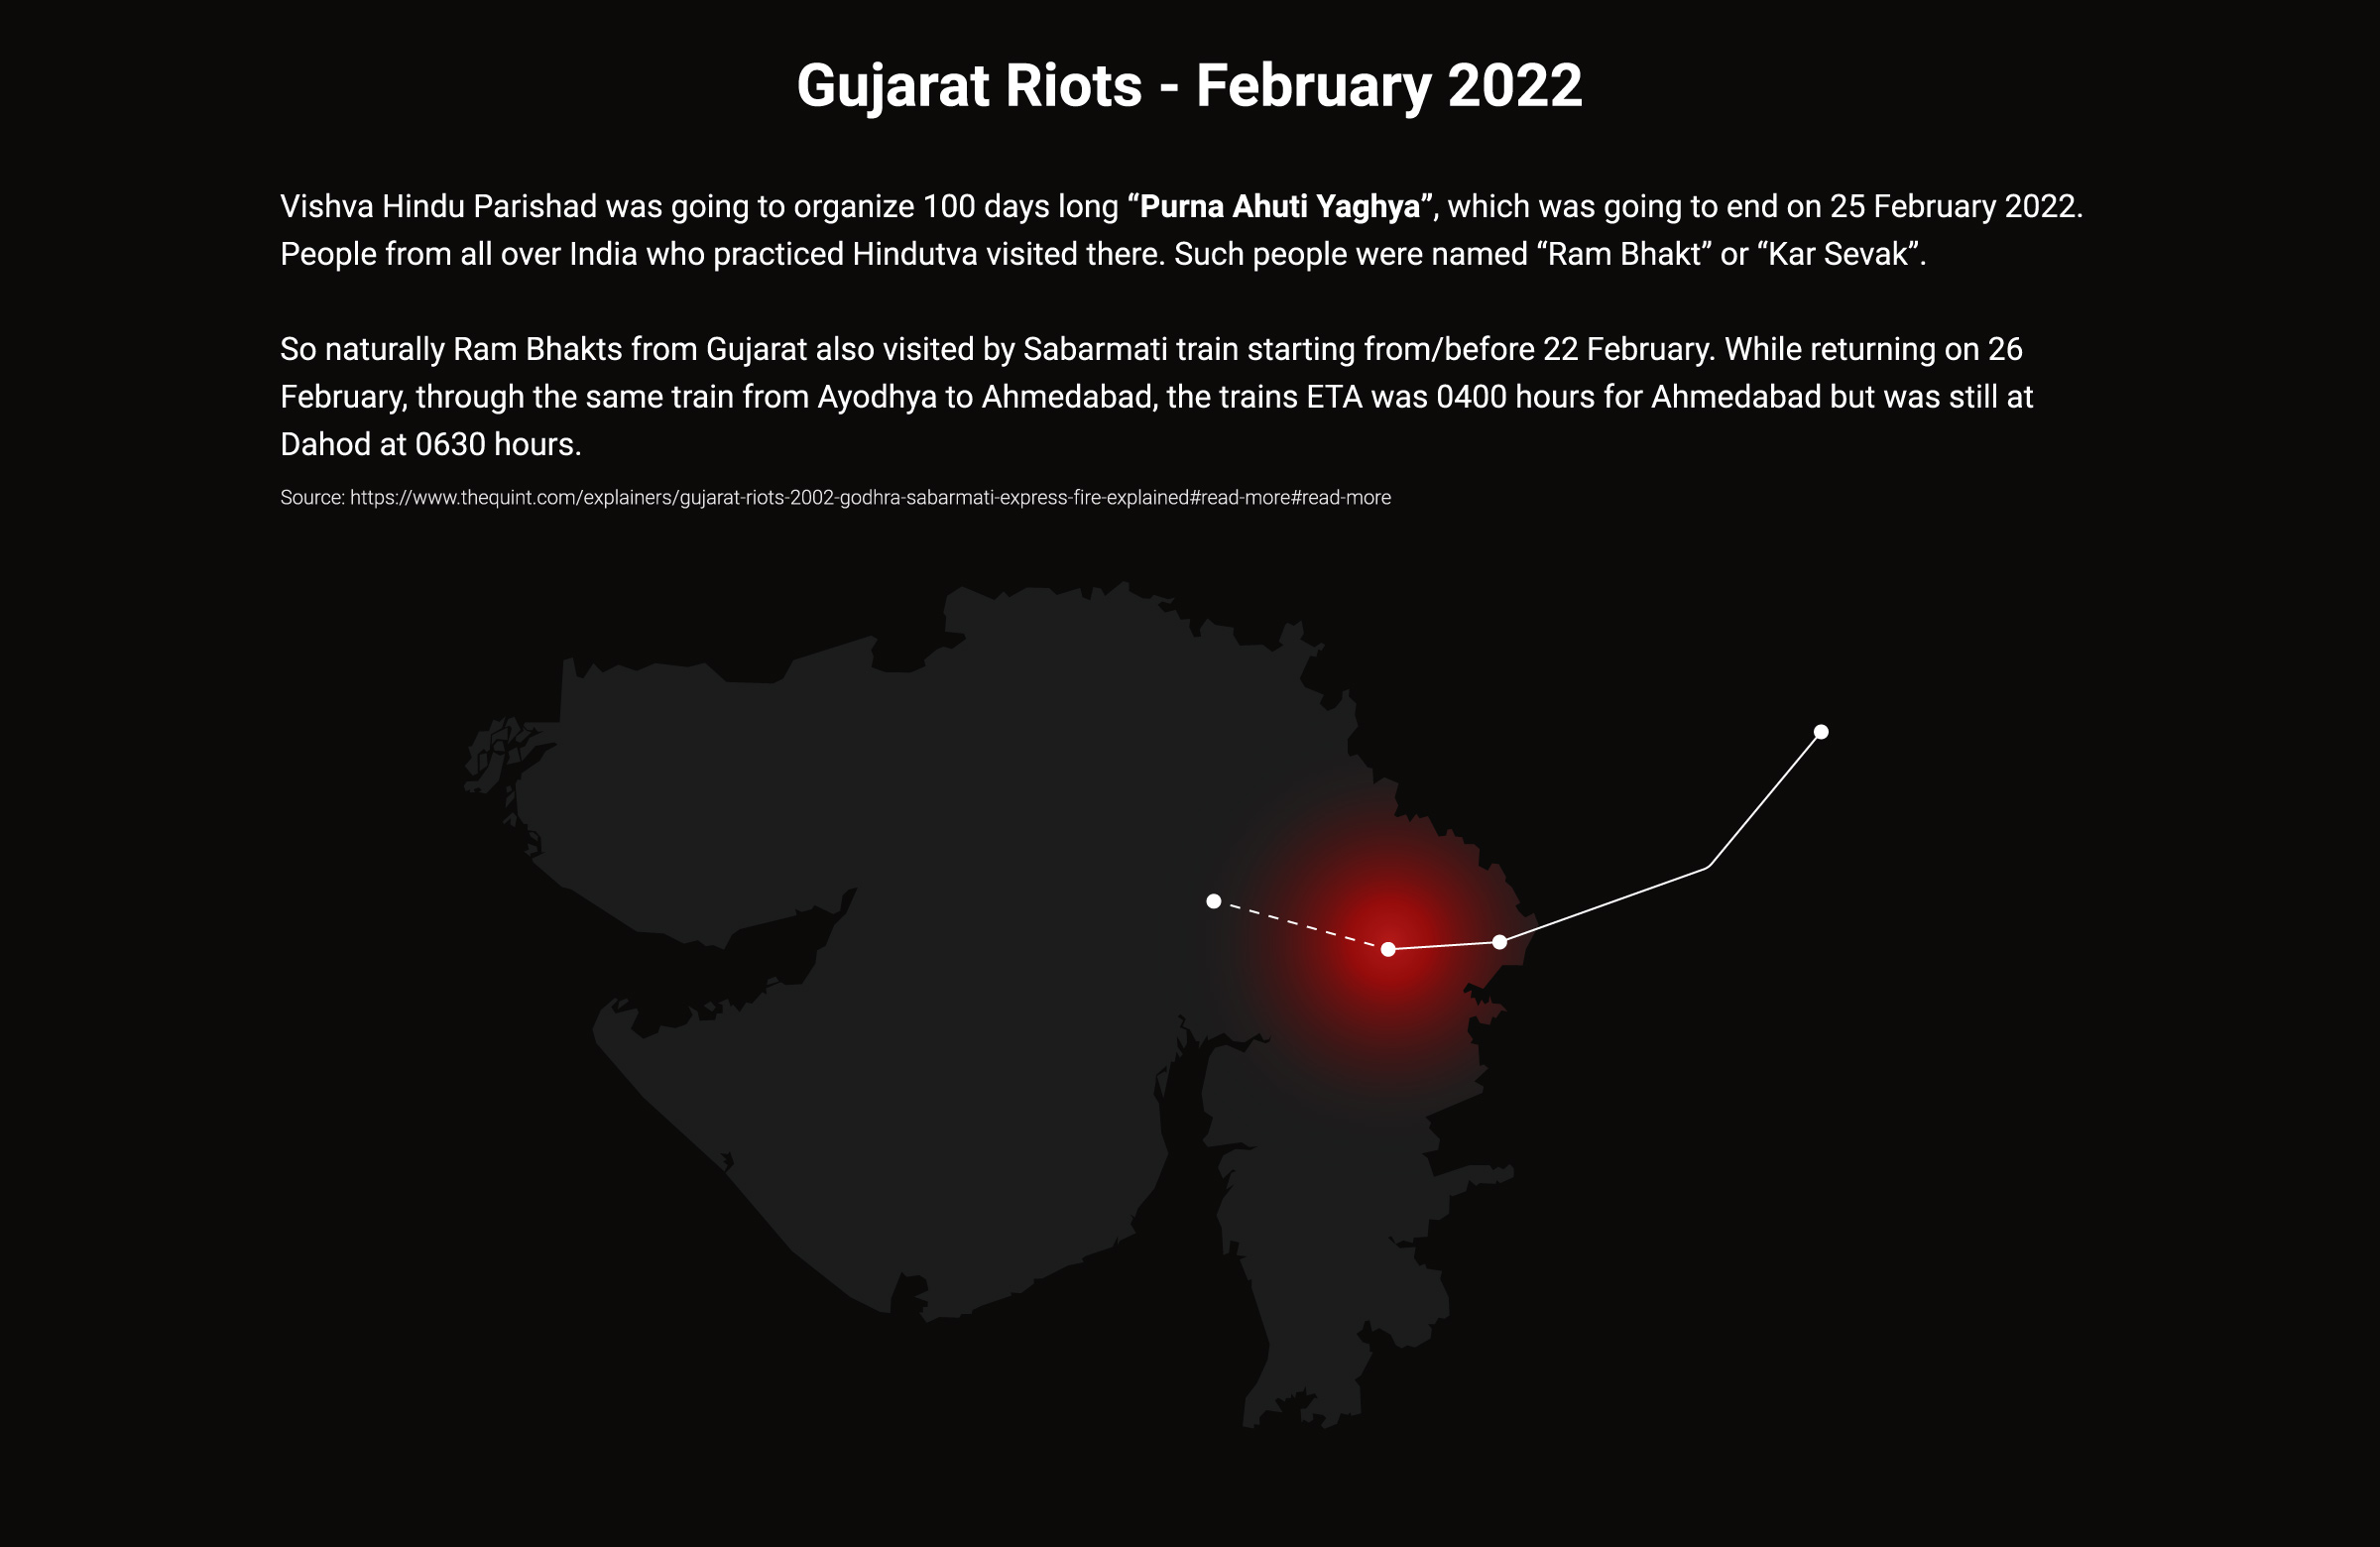 Gujarat Riots - February 2022
Vishva Hindu Parishad was going to organize 100 days long “Purna Ahuti Yaghya”, which was going to end on 25 February 2022.
People from all over India who practiced Hindutva visited there. Such people were named “Ram Bhakt” or “Kar Sevak”.
So naturally Ram Bhakts from Gujarat also visited by Sabarmati train starting from/before 22 February. While returning on 26
February, through the same train from Ayodhya to Ahmedabad, the trains ETA was 0400 hours for Ahmedabad but was still at
Dahod at 0630 hours.
Source: https://www.thequint.com/explainers/gujarat-riots-2002-godhra-sabarmati-express-fire-explained#read-more#read-more